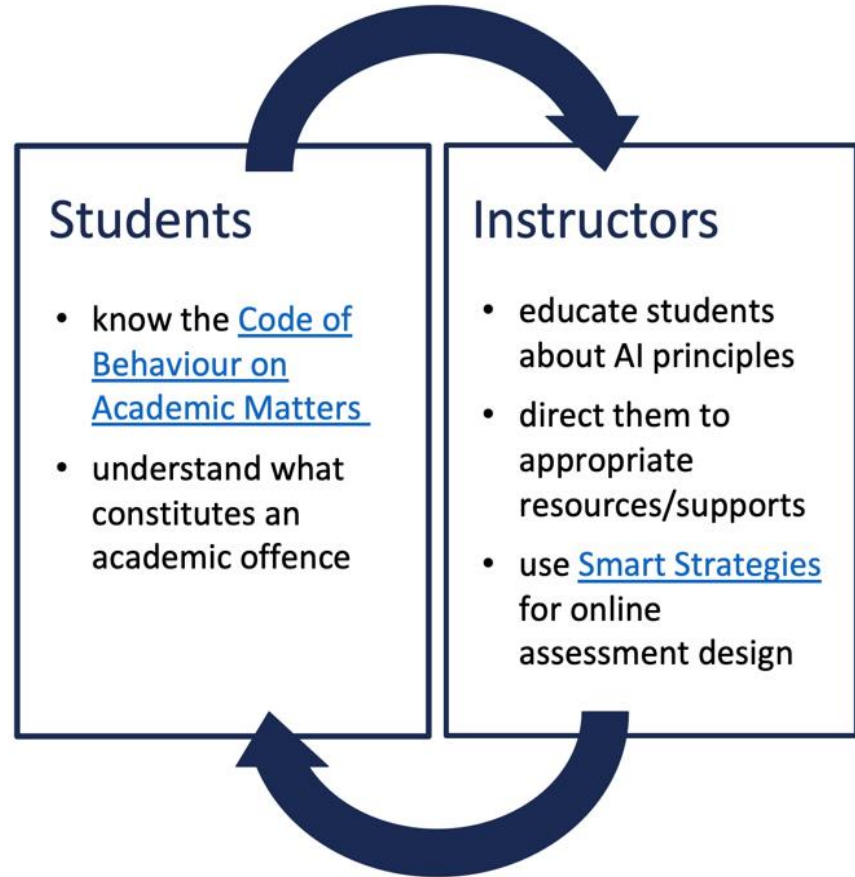 Students
• know the Code of
Behaviour on
Academic Matters
• understand what
constitutes an
academic offence
Instructors
• educate students
about AI principles
• direct them to
appropriate
resources/supports
• use Smart Strategies
for online
assessment design